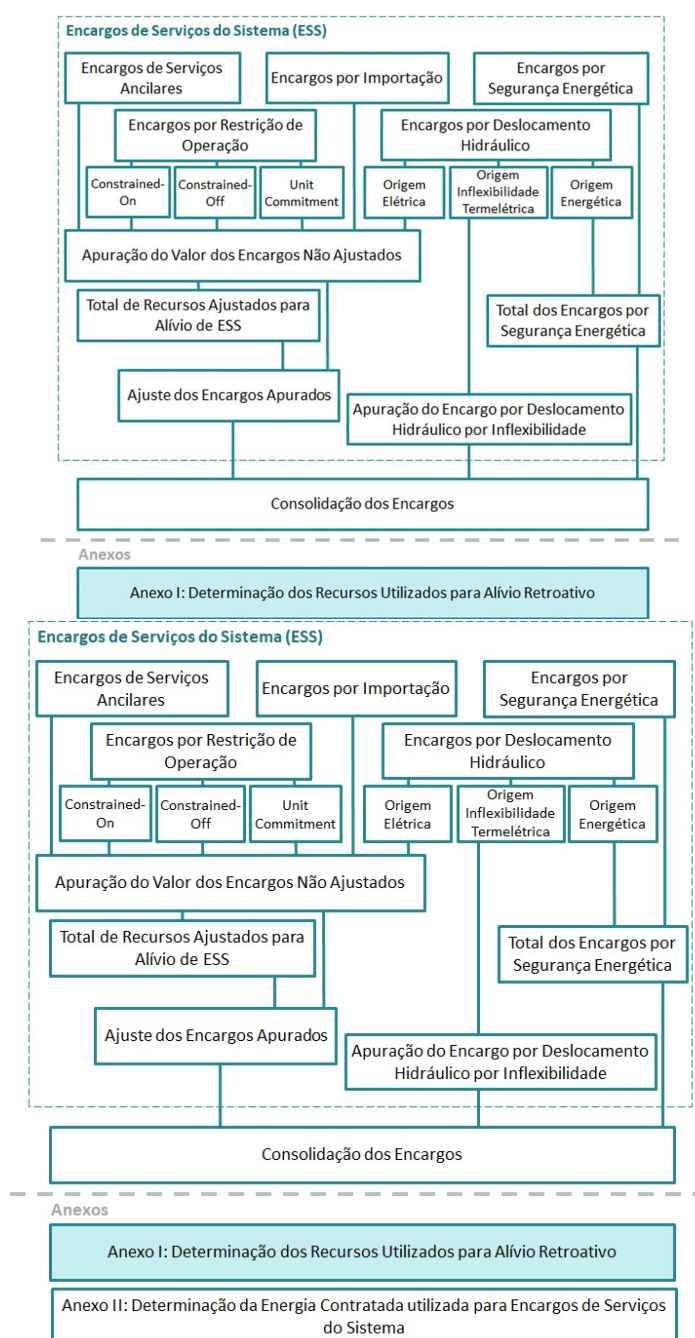 Encargos de Serviços do Sistema (ESS)
Encargos de Serviços
Ancilares
Encargos por Importação
Encargos por
Segurança Energética
Encargos por Restrição de
Operação
Encargos por Deslocamento
Hidráulico
Constrained-
On
Constrained-
Off
Unit
Commitment
Origem
Elétrica
Origem
Inflexibilidade
Termelétrica
Origem
Energética
Apuração do Valor dos Encargos Não Ajustados
Total de Recursos Ajustados para
Alívio de ESS
Total dos Encargos por
Segurança Energética
Ajuste dos Encargos Apurados
Apuração do Encargo por Deslocamento
Hidráulico por Inflexibilidade
Consolidação dos Encargos
Anexos
Anexo I: Determinação dos Recursos Utilizados para Alívio Retroativo
Encargos de Serviços do Sistema (ESS)
Encargos de Serviços
Ancilares
Encargos por Importação
Encargos por
Segurança Energética
Encargos por Restrição de
Operação
Encargos por Deslocamento
Hidráulico
Constrained-
On
Constrained-
Off
Unit
Commitment
Origem
Elétrica
Origem
Inflexibilidade
Termelétrica
Origem
Energética
Apuração do Valor dos Encargos Não Ajustados
Total de Recursos Ajustados para
Alívio de ESS
Total dos Encargos por
Segurança Energética
Ajuste dos Encargos Apurados
Apuração do Encargo por Deslocamento
Hidráulico por Inflexibilidade
Consolidação dos Encargos
Anexos
Anexo I: Determinação dos Recursos Utilizados para Alívio Retroativo
Anexo II: Determinação da Energia Contratada utilizada para Encargos de Serviços
do Sistema